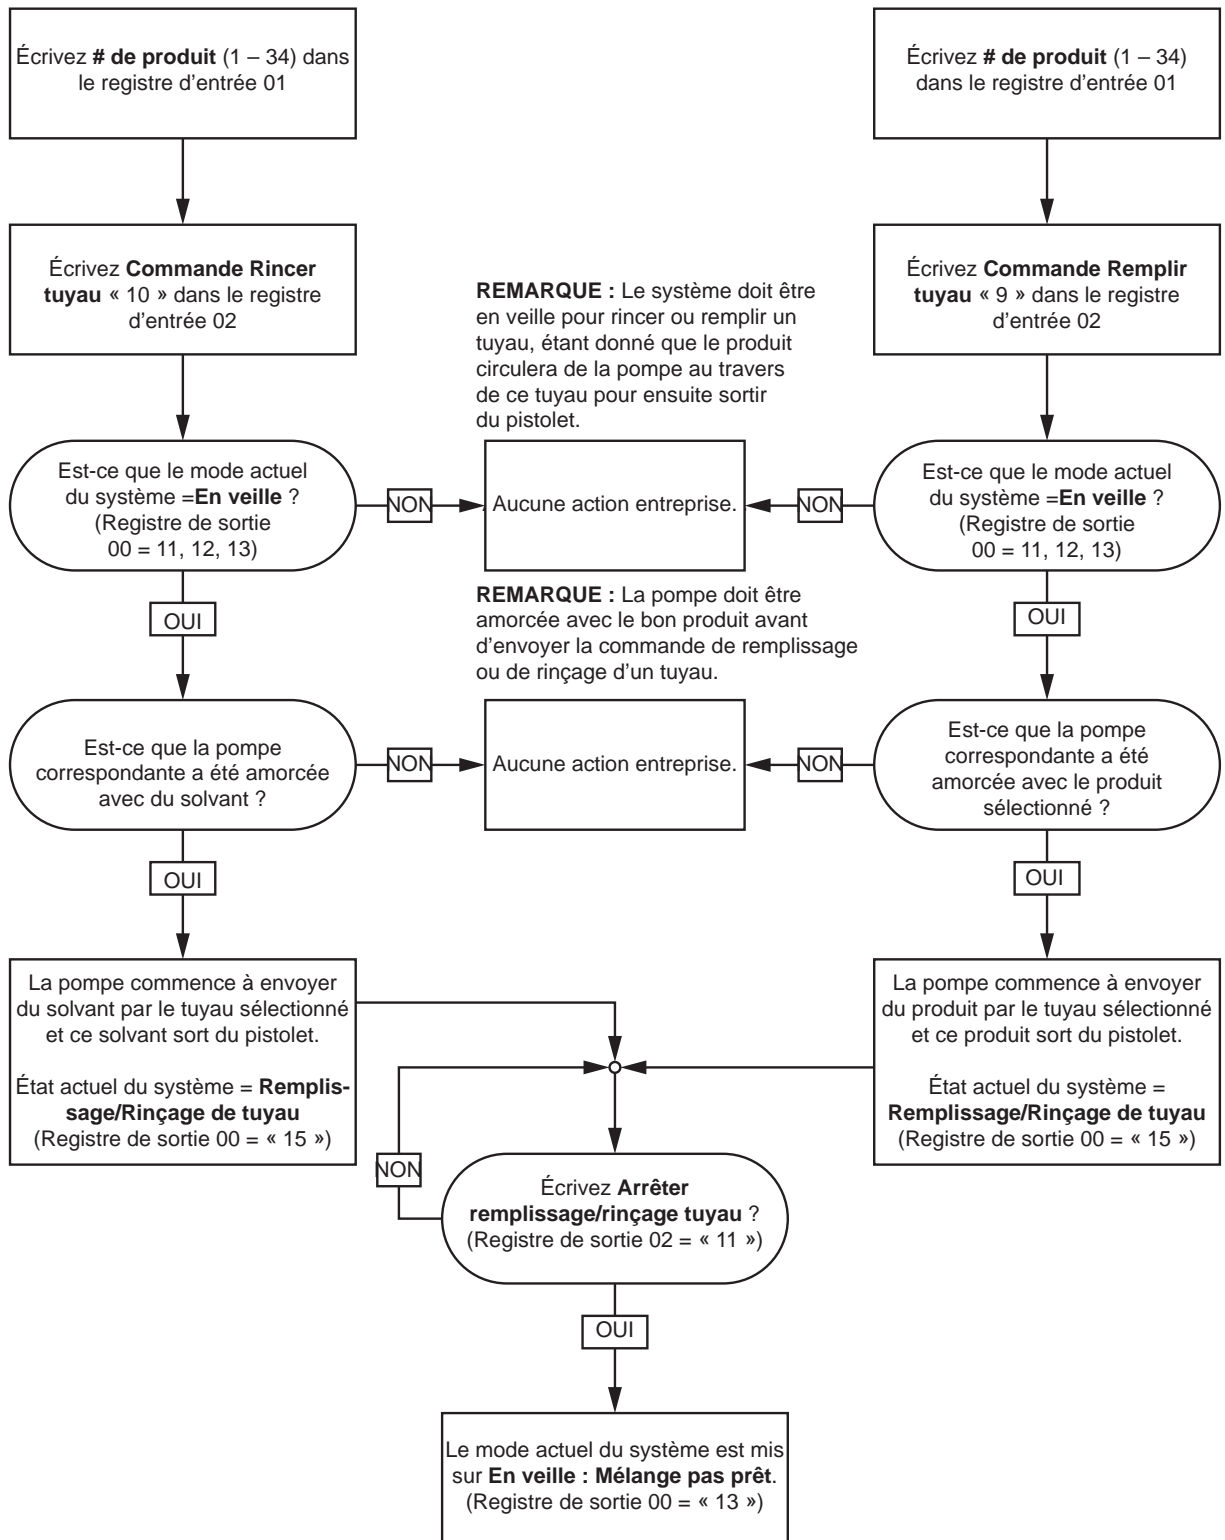 Écrivez # de produit (1 – 34) dans
le registre d'entrée 01
Écrivez # de produit (1 – 34)
dans le registre d'entrée 01
Écrivez Commande Rincer
tuyau « 10 » dans le registre
d'entrée 02
REMARQUE : Le système doit être
en veille pour rincer ou remplir un
tuyau, étant donné que le produit
circulera de la pompe au travers
de ce tuyau pour ensuite sortir
du pistolet.
Écrivez Commande Remplir
tuyau « 9 » dans le registre
d'entrée 02
Est-ce que le mode actuel
du système =En veille ?
(Registre de sortie
00 = 11, 12, 13)
NON
Aucune action entreprise.
NON
Est-ce que le mode actuel
du système =En veille ?
(Registre de sortie
00 = 11, 12, 13)
OUI
REMARQUE : La pompe doit être
amorcée avec le bon produit avant
d'envoyer la commande de remplissage
ou de rinçage d'un tuyau.
OUI
Est-ce que la pompe
correspondante a été amorcée
avec du solvant ?
NON
Aucune action entreprise.
NON
Est-ce que la pompe
correspondante a été
amorcée avec le produit
sélectionné ?
OUI
OUI
La pompe commence à envoyer
du solvant par le tuyau sélectionné
et ce solvant sort du pistolet.
État actuel du système = Remplis-
sage/Rinçage de tuyau
(Registre de sortie 00 = « 15 »)
La pompe commence à envoyer
du produit par le tuyau sélectionné
et ce produit sort du pistolet.
État actuel du système =
Remplissage/Rinçage de tuyau
(Registre de sortie 00 = « 15 »)
NON
Écrivez Arrêter
remplissage/rinçage tuyau ?
(Registre de sortie 02 = « 11 »)
OUI
Le mode actuel du système est mis
sur En veille : Mélange pas prêt.
(Registre de sortie 00 = « 13 »)